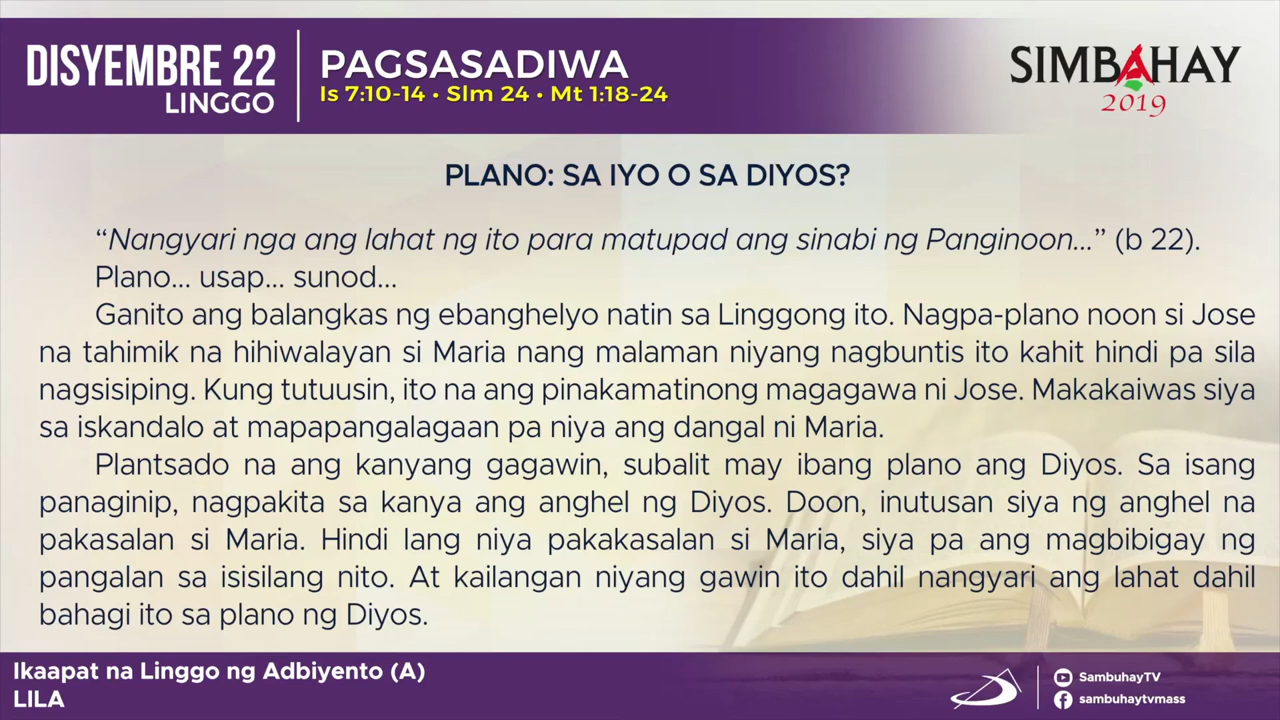 DISYEMBRE 22
LINGGO
PAGSASADIWA
Is 7:10-14 • Slm 24 • Mt 1:18-24
SIMBAHAY
2019
PLANO: SA IYO O SA DIYOS?
“Nangyari nga ang lahat ng ito para matupad ang sinabi ng Panginoon...” (b 22).
Plano... usap... sunod...
Ganito ang balangkas ng ebanghelyo natin sa Linggong ito. Nagpa-plano noon si Jose
na tahimik na hihiwalayan si Maria nang malaman niyang nagbuntis ito kahit hindi pa sila
nagsisiping. Kung tutuusin, ito na ang pinakamatinong magagawa ni Jose. Makakaiwas siya
sa iskandalo at mapapangalagaan pa niya ang dangal ni Maria.
Plantsado na ang kanyang gagawin, subalit may ibang plano ang Diyos. Sa isang
panaginip, nagpakita sa kanya ang anghel ng Diyos. Doon, inutusan siya ng anghel na
pakasalan si Maria. Hindi lang niya pakakasalan si Maria, siya pa ang magbibigay ng
pangalan sa isisilang nito. At kailangan niyang gawin ito dahil nangyari ang lahat dahil
bahagi ito sa plano ng Diyos.
Ikaapat na Linggo ng Adbiyento (A)
LILA
SambuhayTV
sambuhaytvmass